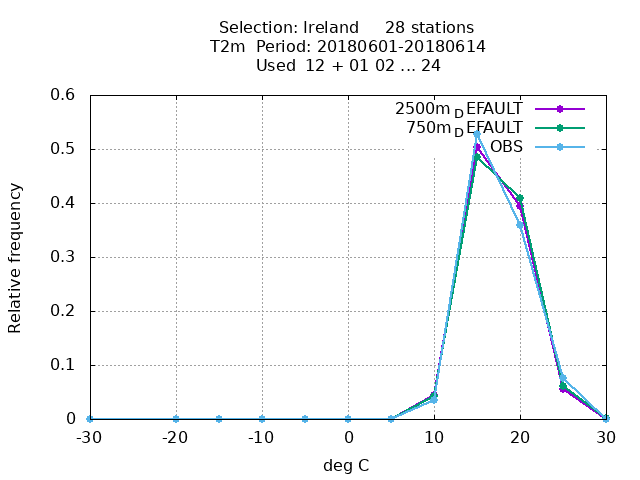 Selection: Ireland     28 stations
T2m  Period: 20180601-20180614
Used  12 + 01 02 ... 24
0.6
0.5
0.4
0.3
0.2
0.1
0
Relative frequency
2500m_DEFAULT
750m_DEFAULT
OBS
-30 -20 -10 0 10 20 30
deg C